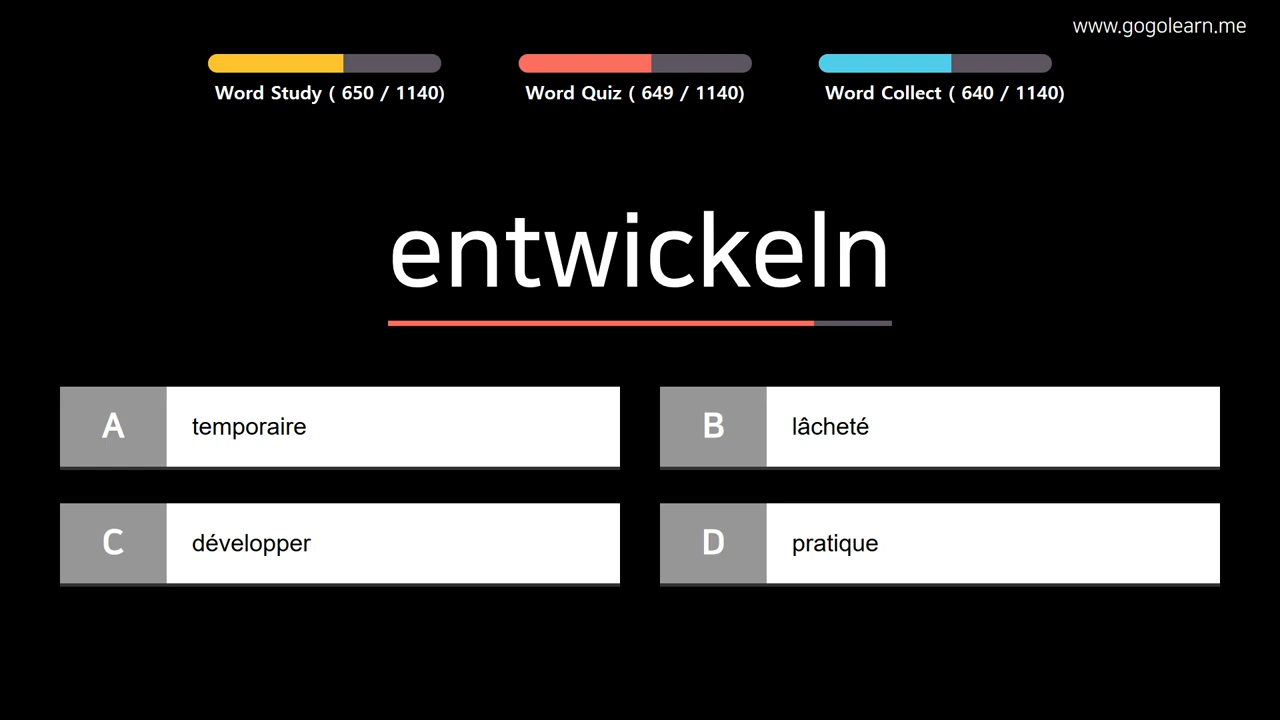 www.gogolearn.me
Word Study ( 650 / 1140)
Word Quiz ( 649 / 1140)
Word Collect ( 640 / 1140)
entwickeln
A temporaire
B lâcheté
C développer
D pratique